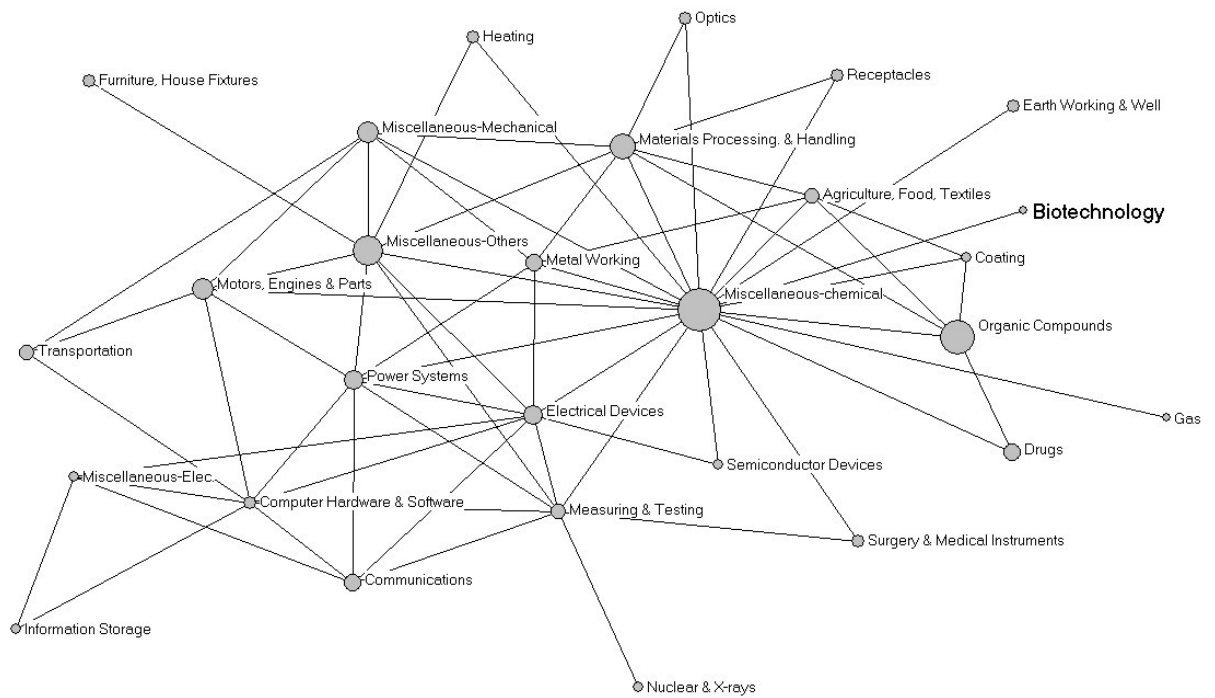 Optics
Heating
Furniture, House Fixtures
Receptacles
Earth Working & Well
Miscellaneous-Mechanical
Materials Processing. & Handling
Agriculture, Food, Textiles
Biotechnology
Miscellaneous-Others
Metal Working
Coating
Motors, Engines & Parts
Miscellaneous-chemical
Organic Compounds
Transportation
Power Systems
Electrical Devices
Gas
Drugs
Semiconductor Devices
Miscellaneous-Elec.
Computer Hardware & Software
Measuring & Testing
Surgery & Medical Instruments
Communications
Information Storage
Nuclear & X-rays